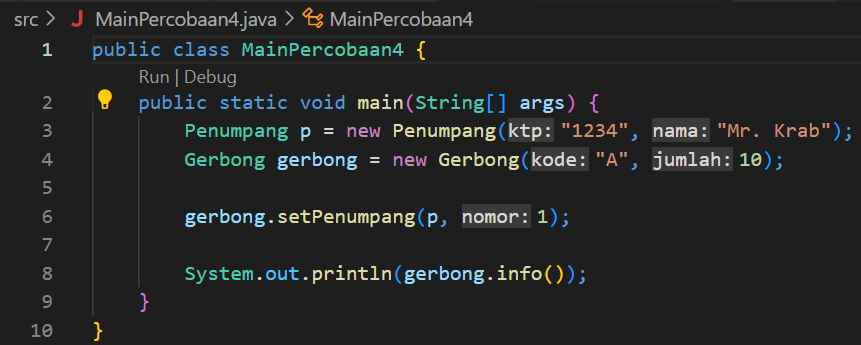 src > J MainPercobaan4.java > MainPercobaan4
1 public class MainPercobaan4 {
Run | Debug
2 public static void main(String[] args) {
3 Penumpang p = new Penumpang(ktp: "1234", nama: "Mr. Krab");
4 Gerbong gerbong = new Gerbong(kode: "A", jumlah: 10);
5
6 gerbong.setPenumpang(p, nomor: 1);
7
8 System.out.println(gerbong.info());
9 }
10 }